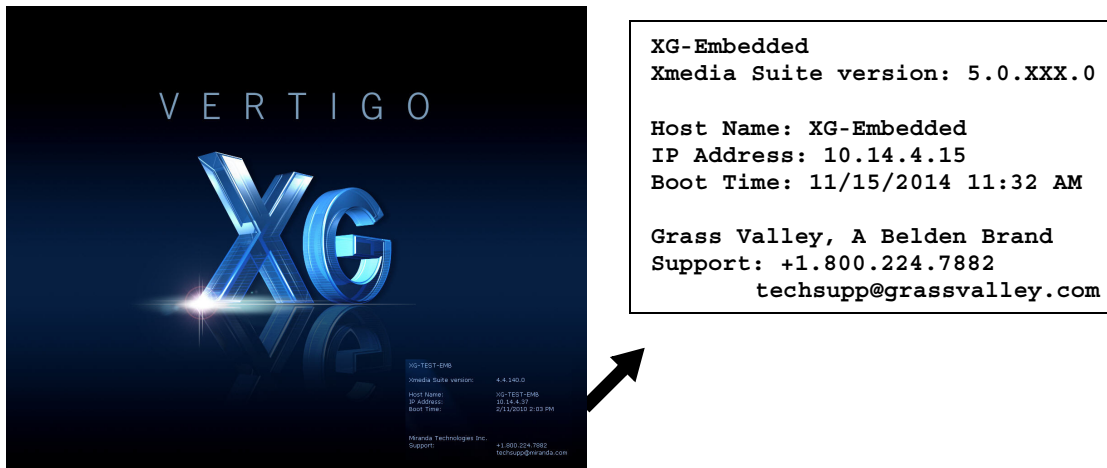 VERTIGO
XG
XG-TEST-EMB
Xmedia Suite version: 4.4.140.0
Host Name: XG-TEST-EMB
IP Address: 10.14.4.37
Boot Time: 2/11/2010 2:03 PM
Miranda Technologies Inc.
Support: +1.800.224.7882
techsupp@miranda.com
XG-Embedded
Xmedia Suite version: 5.0.XXX.0
Host Name: XG-Embedded
IP Address: 10.14.4.15
Boot Time: 11/15/2014 11:32 AM
Grass Valley, A Belden Brand
Support: +1.800.224.7882
techsupp@grassvalley.com